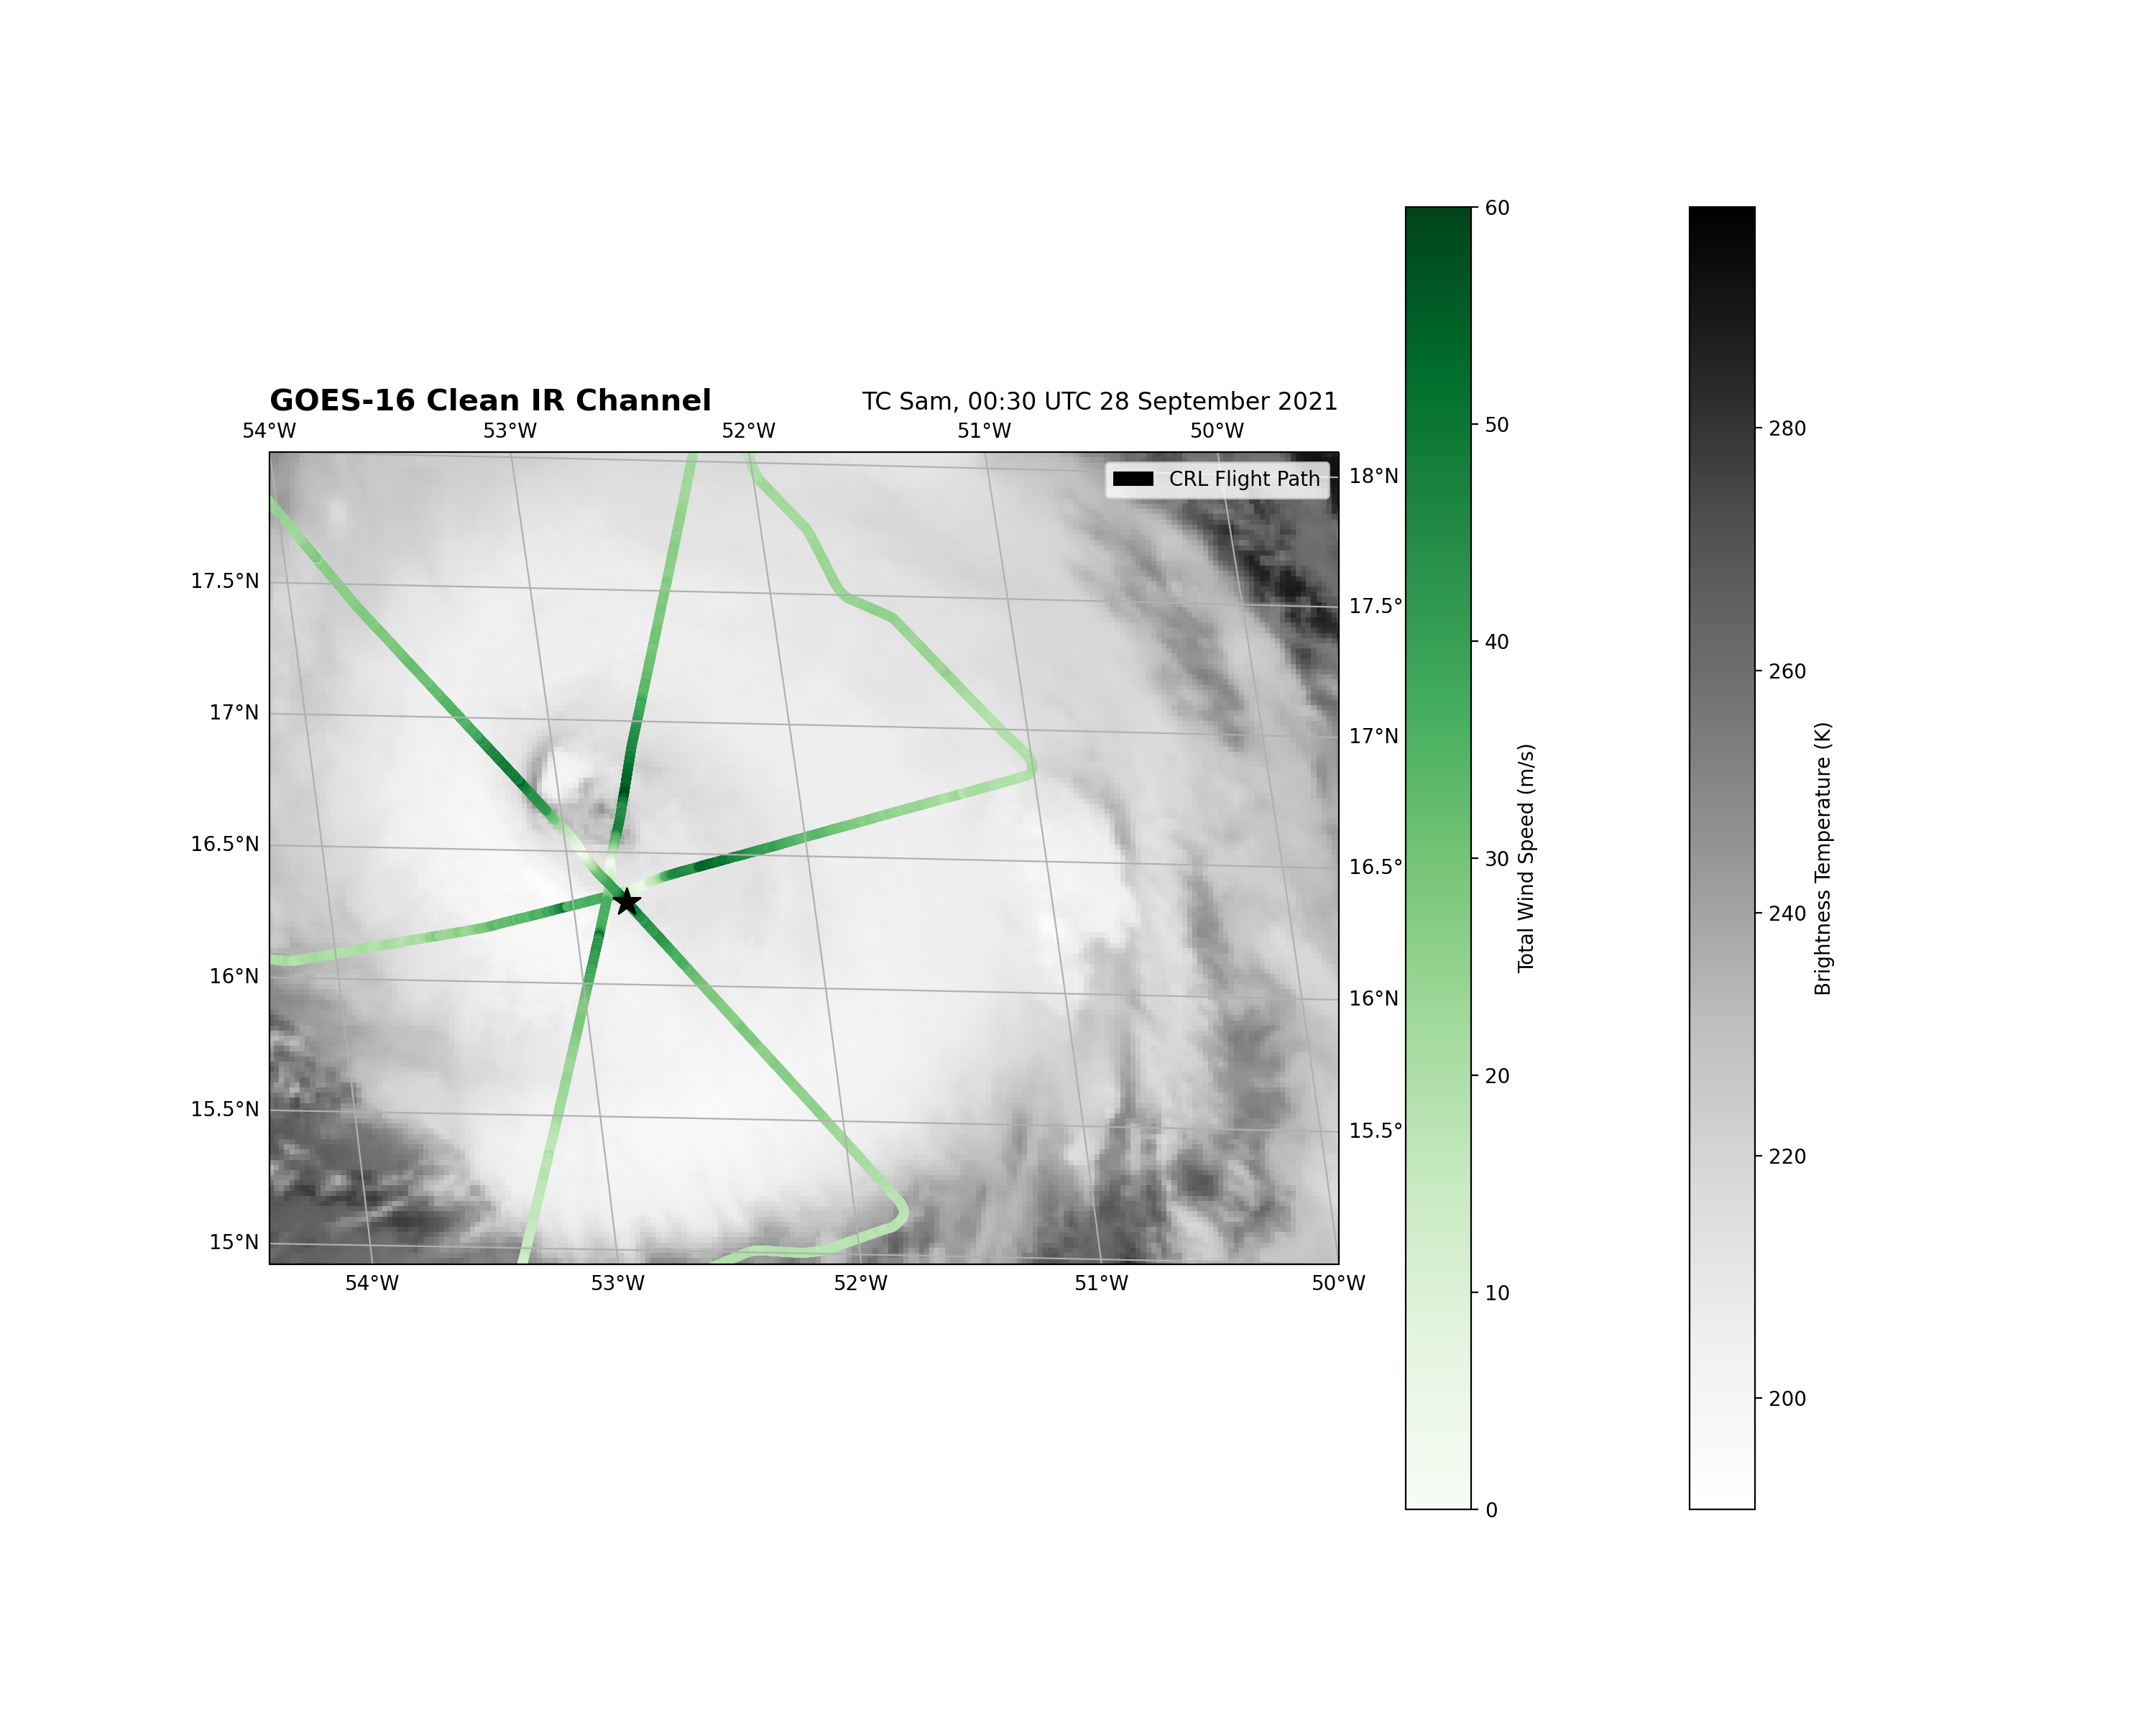 GOES-16 Clean IR Channel
TC Sam, 00:30 UTC 28 September 2021
54°W 53°W 52°W 51°W 50°W
CRL Flight Path
18°N
17.5°N
17°N
16.5°N
16°N
15.5°N
15°N
17.5°
17°N
16.5°
16°N
15.5°
54°W 53°W 52°W 51°W 50°W
60
50
40
30
20
10
0
Total Wind Speed (m/s)
280
260
240
220
200
Brightness Temperature (K)